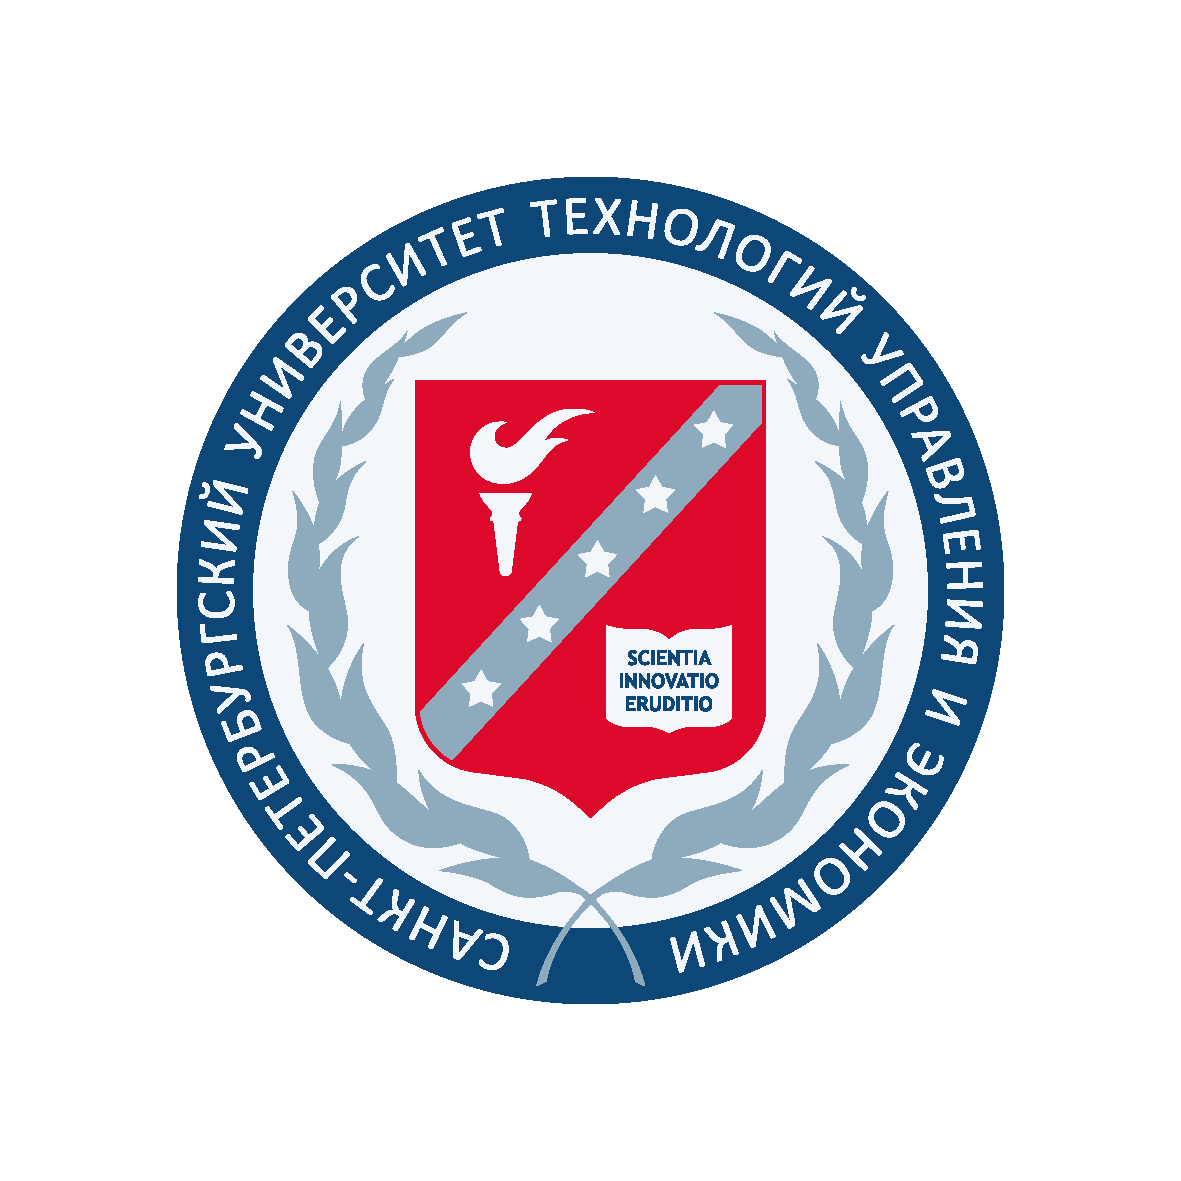 САНКТ-ПЕТЕРБУРГСКИЙ УНИВЕРСИТЕТ ТЕХНОЛОГИЙ УПРАВЛЕНИЯ И ЭКОНОМИКИ
SCIENTIA
INNOVATIO
ERUDITIO